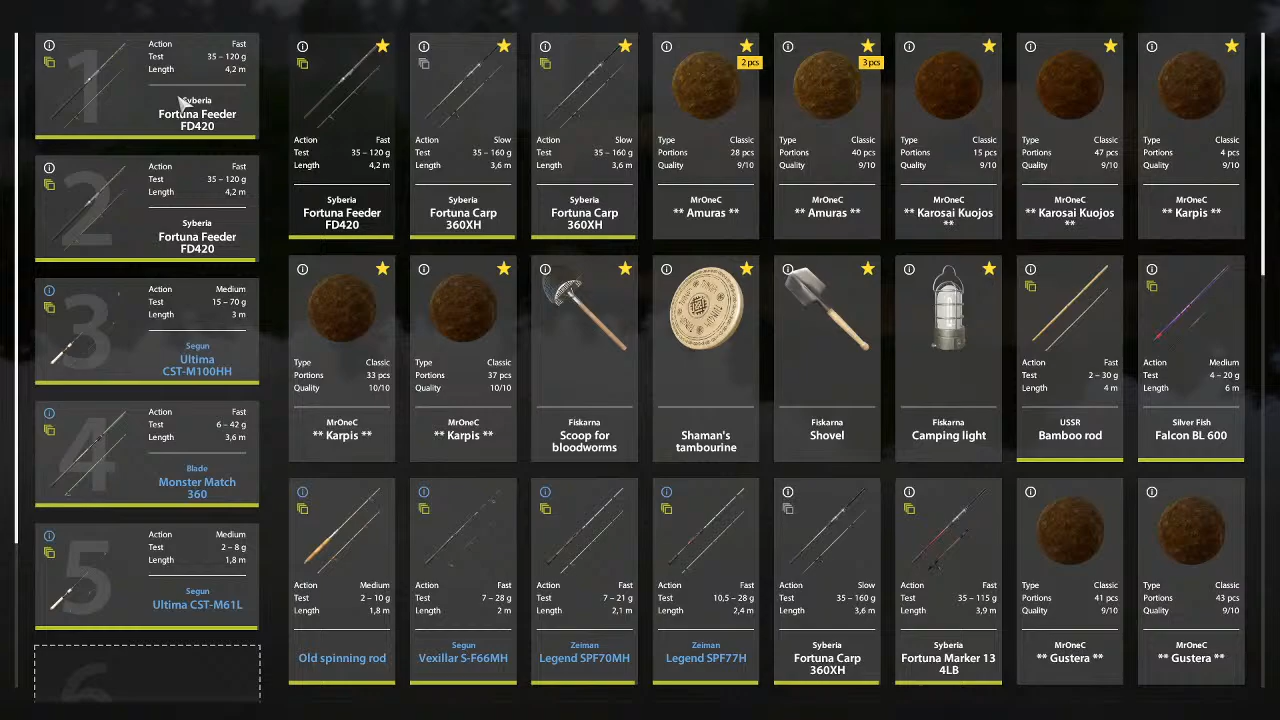 1
Action Fast
Test 35 – 120 g
Length 4,2 m
Syberia
Fortuna Feeder
FD420
2
Action Fast
Test 35 – 120 g
Length 4,2 m
Syberia
Fortuna Feeder
FD420
3
Action Medium
Test 15 – 70 g
Length 3 m
Segun
Ultima
CST-M100HH
4
Action Fast
Test 6 – 42 g
Length 3,6 m
Blade
Monster Match
360
5
Action Medium
Test 2 – 8 g
Length 1,8 m
Segun
Ultima CST-M61L
6
Action Fast
Test 35 – 120 g
Length 4,2 m
Syberia
Fortuna Feeder
FD420
Action Slow
Test 35 – 160 g
Length 3,6 m
Syberia
Fortuna Carp
360XH
Action Slow
Test 35 – 160 g
Length 3,6 m
Syberia
Fortuna Carp
360XH
2 pcs
Type Classic
Portions 28 pcs
Quality 9/10
MrOneC
** Amuras **
3 pcs
Type Classic
Portions 40 pcs
Quality 9/10
MrOneC
** Amuras **
Type Classic
Portions 15 pcs
Quality 9/10
MrOneC
** Karosai Kuojos
**
Type Classic
Portions 47 pcs
Quality 9/10
MrOneC
** Karosai Kuojos
**
Type Classic
Portions 4 pcs
Quality 9/10
MrOneC
** Karpis **
Type Classic
Portions 33 pcs
Quality 10/10
MrOneC
** Karpis **
Type Classic
Portions 37 pcs
Quality 10/10
MrOneC
** Karpis **
Fiskarna
Scoop for
bloodworms
Shaman's
tambourine
Fiskarna
Shovel
Fiskarna
Camping light
Action Fast
Test 2 – 30 g
Length 4 m
USSR
Bamboo rod
Action Medium
Test 4 – 20 g
Length 6 m
Silver Fish
Falcon BL 600
Action Medium
Test 2 – 10 g
Length 1,8 m
Old spinning rod
Action Fast
Test 7 – 28 g
Length 2 m
Segun
Vexillar S-F66MH
Action Fast
Test 7 – 21 g
Length 2,1 m
Zeiman
Legend SPF70MH
Action Fast
Test 10,5 – 28 g
Length 2,4 m
Zeiman
Legend SPF77H
Action Slow
Test 35 – 160 g
Length 3,6 m
Syberia
Fortuna Carp
360XH
Action Fast
Test 35 – 115 g
Length 3,9 m
Syberia
Fortuna Marker 13
4LB
Type Classic
Portions 41 pcs
Quality 9/10
MrOneC
** Gustera **
Type Classic
Portions 43 pcs
Quality 9/10
MrOneC
** Gustera **